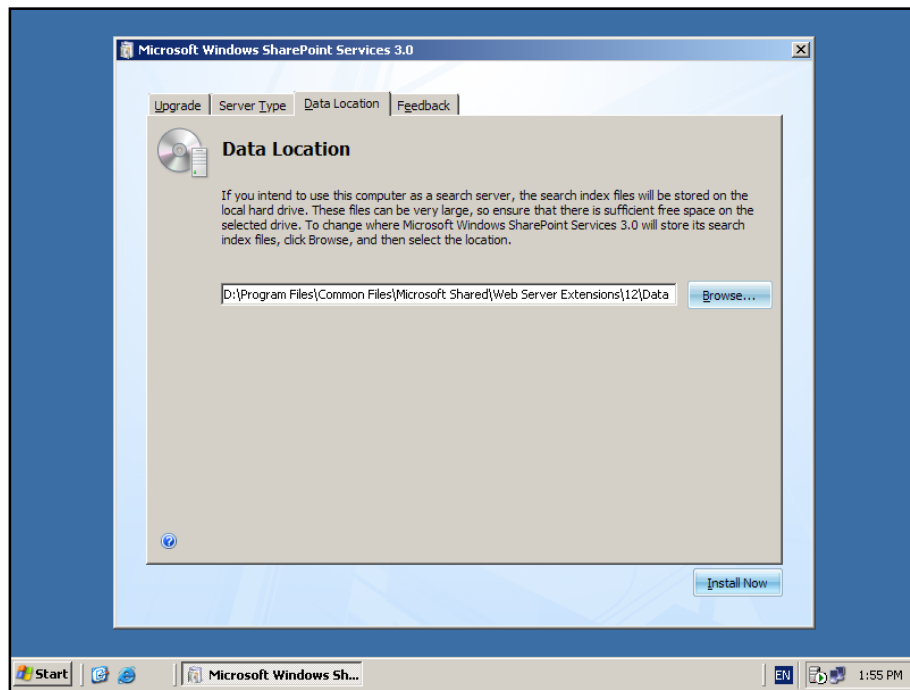 Microsoft Windows SharePoint Services 3.0
Upgrade Server Type Data Location Feedback
Data Location
If you intend to use this computer as a search server, the search index files will be stored on the
local hard drive. These files can be very large, so ensure that there is sufficient free space on the
selected drive. To change where Microsoft Windows SharePoint Services 3.0 will store its search
index files, click Browse, and then select the location.
D:\Program Files\Common Files\Microsoft Shared\Web Server Extensions\12\Data
Browse...
Install Now
Start Microsoft Windows Sh... EN 1:55 PM